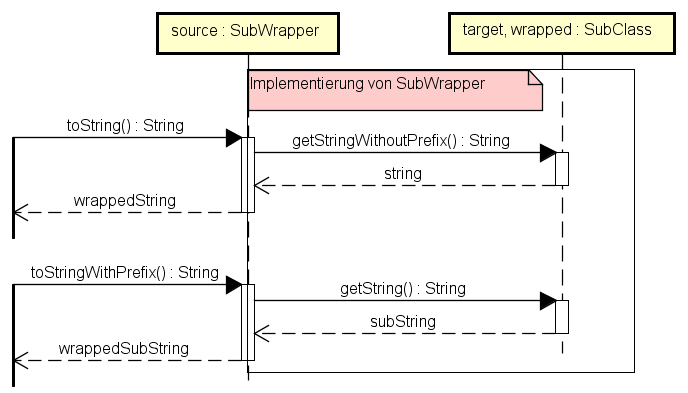 source : SubWrapper
target, wrapped : SubClass
Implementierung von SubWrapper
toString() : String
getStringWithoutPrefix() : String
string
wrappedString
toStringWithPrefix() : String
getString() : String
subString
wrappedSubString